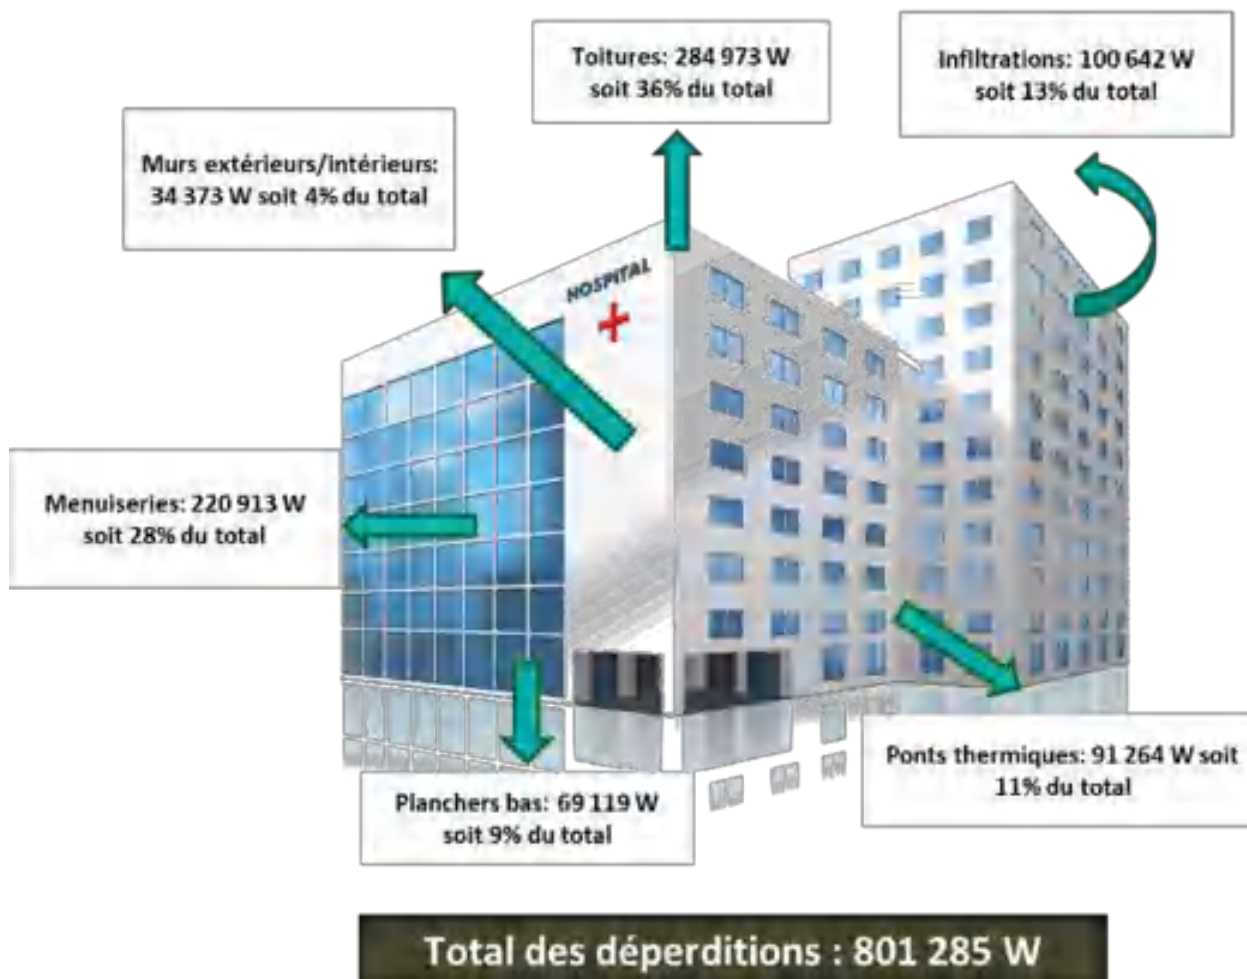 Toitures: 284 973 W
soit 36% du total
Infiltrations: 100 642 W
soit 13% du total
Murs extérieurs/intérieurs:
34 373 W soit 4% du total
HOSPITAL
Menuiseries: 220 913 W
soit 28% du total
Ponts thermiques: 91 264 W soit
11% du total
Planchers bas: 69 119 W
soit 9% du total
Total des déperditions : 801 285 W